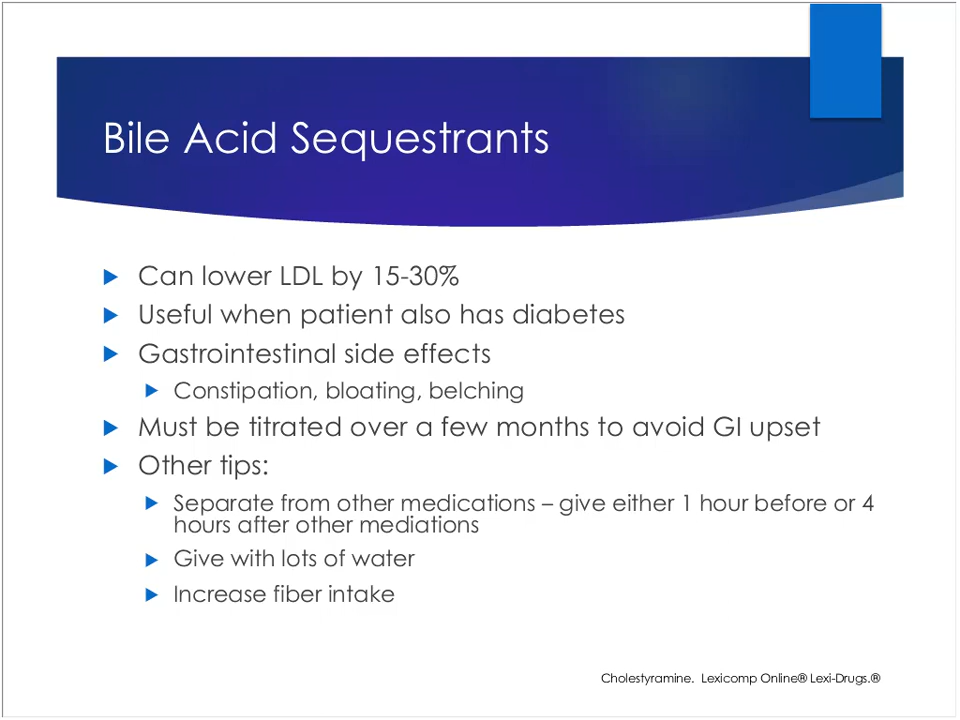 Bile Acid Sequestrants
Can lower LDL by 15-30%
Useful when patient also has diabetes
Gastrointestinal side effects
Constipation, bloating, belching
Must be titrated over a few months to avoid GI upset
Other tips:
Separate from other medications – give either 1 hour before or 4
hours after other mediations
Give with lots of water
Increase fiber intake
Cholestyramine. Lexicomp Online® Lexi-Drugs.®